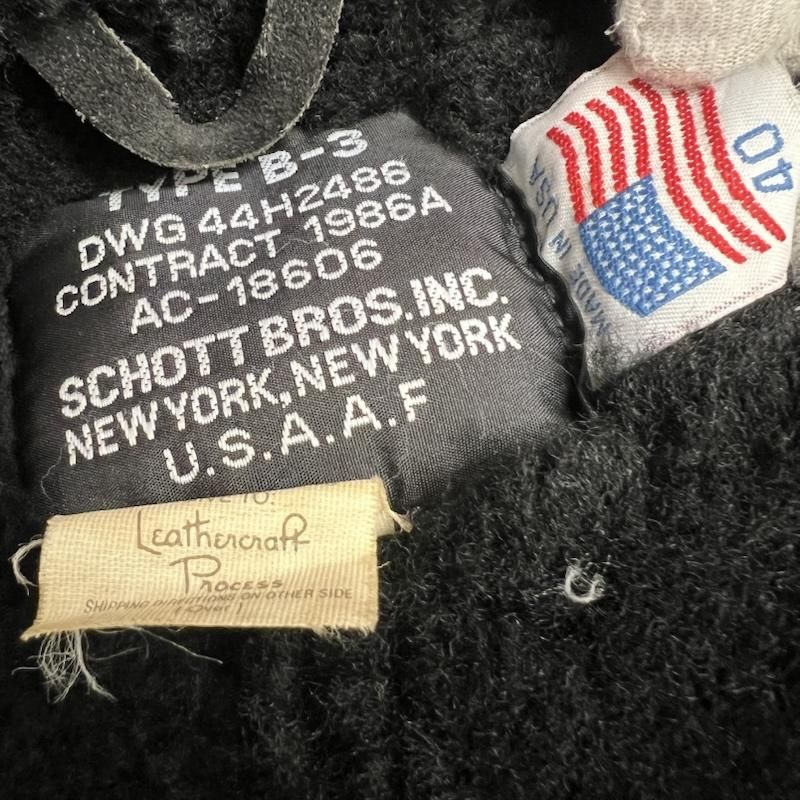 TYPE B-3
DWG 44H2486
CONTRACT 1986A
AC-18606
SCHOTT BROS.INC.
NEW YORK, NEW YORK
U.S.A.A.F
TO:
Leathercraft
Process
SHIPPING DIRECTIONS ON OTHER SIDE
(Over)
MADE IN USA
40